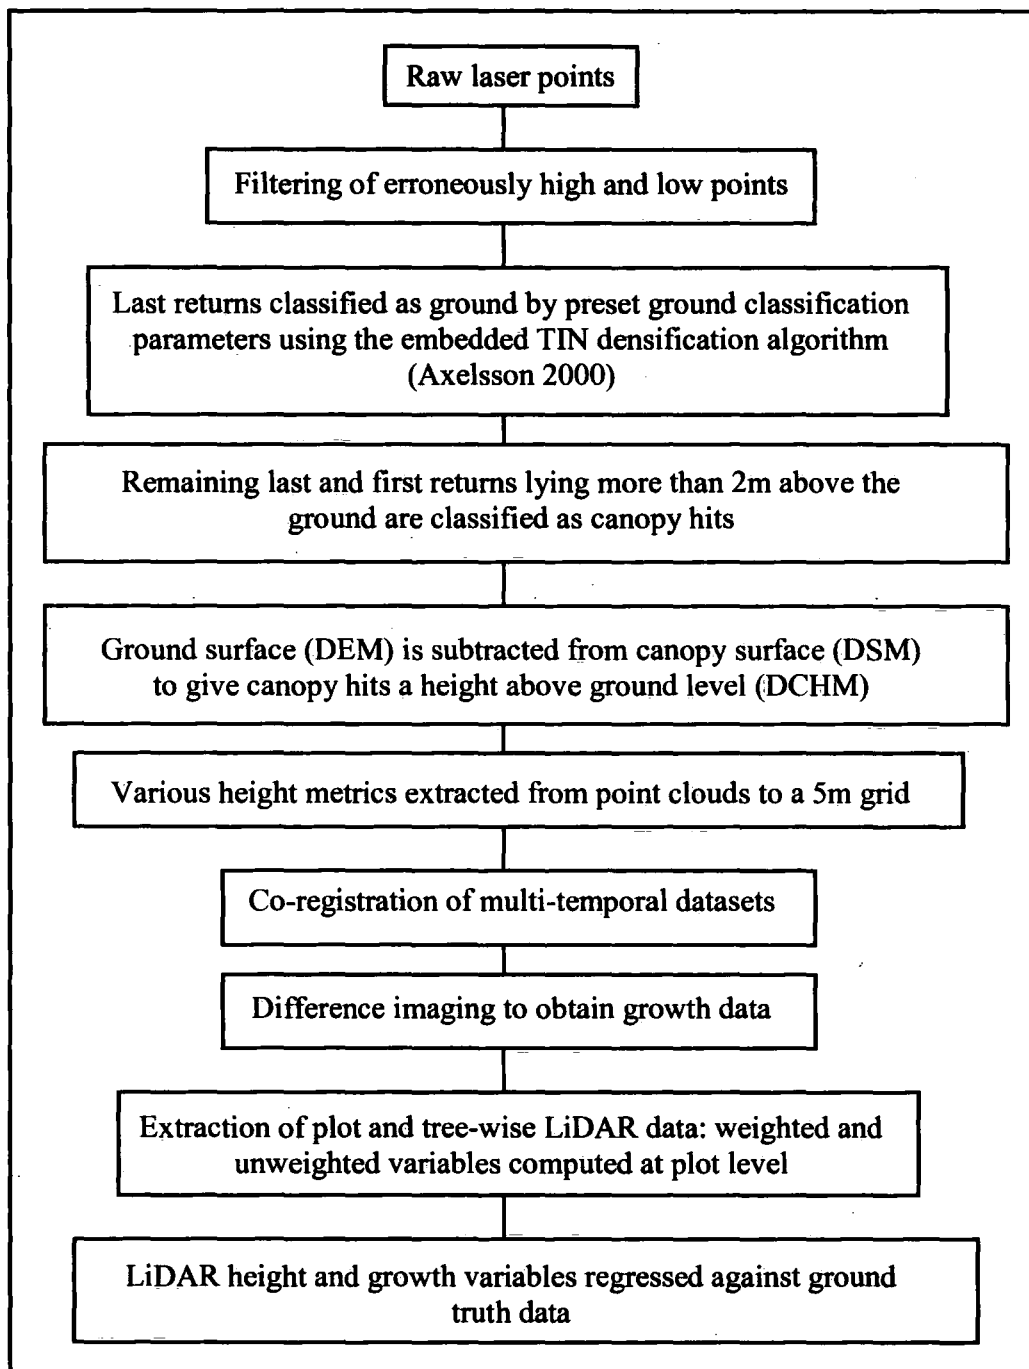 Raw laser points
Filtering of erroneously high and low points
Last returns classified as ground by preset ground classification
parameters using the embedded TIN densification algorithm
(Axelsson 2000)
Remaining last and first returns lying more than 2m above the
ground are classified as canopy hits
Ground surface (DEM) is subtracted from canopy surface (DSM)
to give canopy hits a height above ground level (DCHM)
Various height metrics extracted from point clouds to a 5m grid
Co-registration of multi-temporal datasets
Difference imaging to obtain growth data
Extraction of plot and tree-wise LiDAR data: weighted and
unweighted variables computed at plot level
LiDAR height and growth variables regressed against ground
truth data